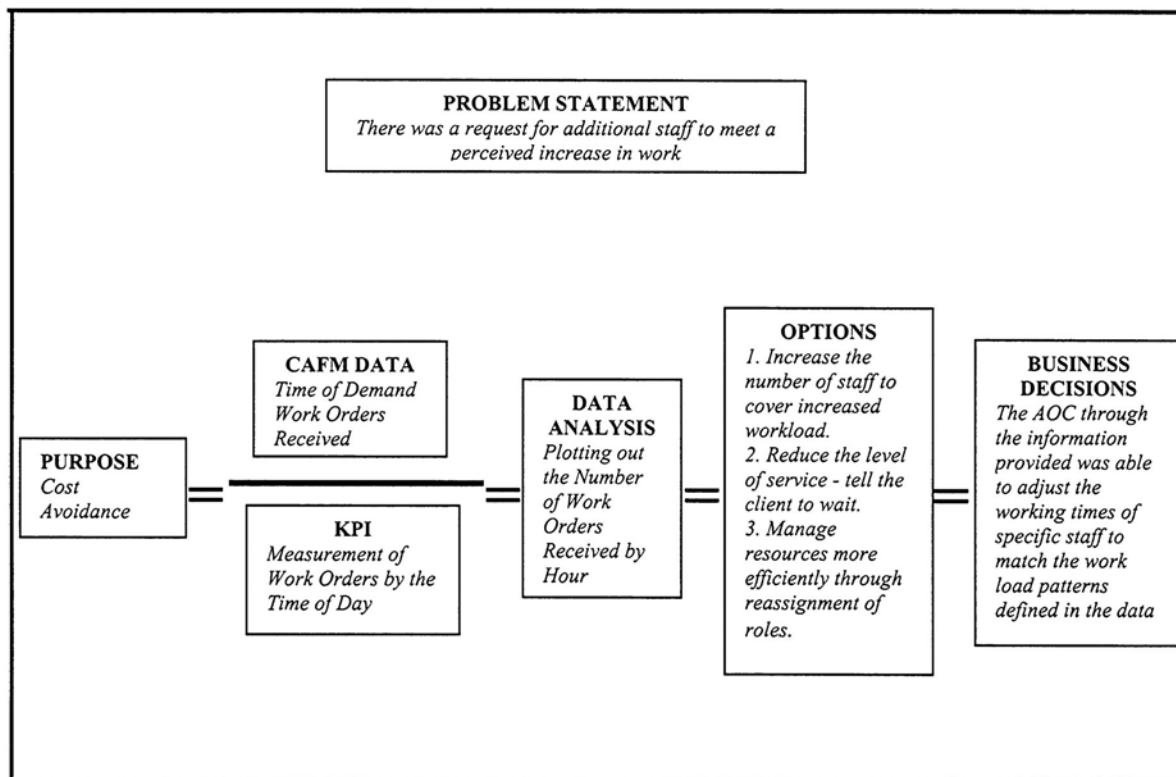 PROBLEM STATEMENT
There was a request for additional staff to meet a
perceived increase in work
PURPOSE
Cost
Avoidance
CAFM DATA
Time of Demand
Work Orders
Received
KPI
Measurement of
Work Orders by the
Time of Day
DATA
ANALYSIS
Plotting out
the Number
of Work
Orders
Received by
Hour
OPTIONS
1. Increase the
number of staff to
cover increased
workload.
2. Reduce the level
of service - tell the
client to wait.
3. Manage
resources more
efficiently through
reassignment of
roles.
BUSINESS
DECISIONS
The AOC through
the information
provided was able
to adjust the
working times of
specific staff to
match the work
load patterns
defined in the data